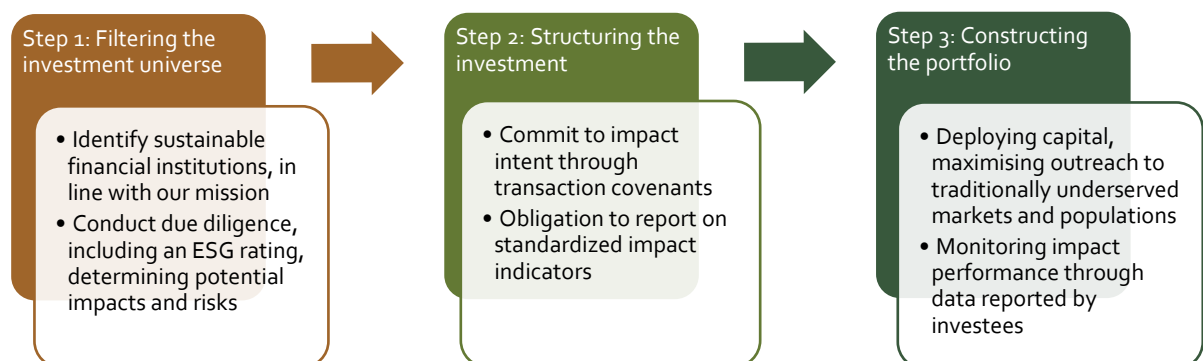 Step 1: Filtering the
investment universe
• Identify sustainable
financial institutions, in
line with our mission
• Conduct due diligence,
including an ESG rating,
determining potential
impacts and risks
Step 2: Structuring the
investment
• Commit to impact
intent through
transaction covenants
• Obligation to report on
standardized impact
indicators
Step 3: Constructing
the portfolio
• Deploying capital,
maximising outreach to
traditionally underserved
markets and populations
• Monitoring impact
performance through
data reported by
investees